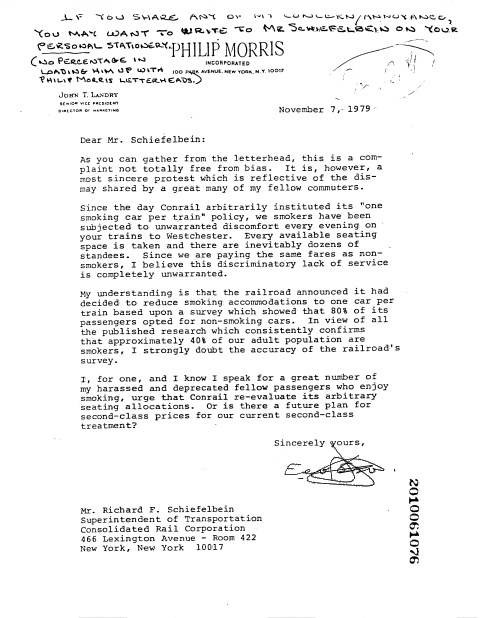 IF YOU SHARE ANY OF MY CONCERN/ANNOYANCE,
YOU MAY WANT TO WRITE TO MR SCHIEFELBEIN ON YOUR
PERSONAL STATIONERY.
(NO PERCENTAGE IN
LOADING HIM UP WITH
PHILIP MORRIS LETTERHEADS.)
PHILIP MORRIS
INCORPORATED
100 PARK AVENUE, NEW YORK, N.Y. 10017
JOHN T. LANDRY
SENIOR VICE PRESIDENT
DIRECTOR OF MARKETING
November 7, 1979
Dear Mr. Schiefelbein:
As you can gather from the letterhead, this is a com-
plaint not totally free from bias. It is, however, a
most sincere protest which is reflective of the dis-
may shared by a great many of my fellow commuters.
Since the day Conrail arbitrarily instituted its "one
smoking car per train" policy, we smokers have been
subjected to unwarranted discomfort every evening on
your trains to Westchester. Every available seating
space is taken and there are inevitably dozens of
standees. Since we are paying the same fares as non-
smokers, I believe this discriminatory lack of service
is completely unwarranted.
My understanding is that the railroad announced it had
decided to reduce smoking accommodations to one car per
train based upon a survey which showed that 80% of its
passengers opted for non-smoking cars. In view of all
the published research which consistently confirms
that approximately 40% of our adult population are
smokers, I strongly doubt the accuracy of the railroad's
survey.
I, for one, and I know I speak for a great number of
my harassed and deprecated fellow passengers who enjoy
smoking, urge that Conrail re-evaluate its arbitrary
seating allocations. Or is there a future plan for
second-class prices for our current second-class
treatment?
Sincerely yours,
Mr. Richard F. Schiefelbein
Superintendent of Transportation
Consolidated Rail Corporation
466 Lexington Avenue - Room 422
New York, New York 10017
2010061076